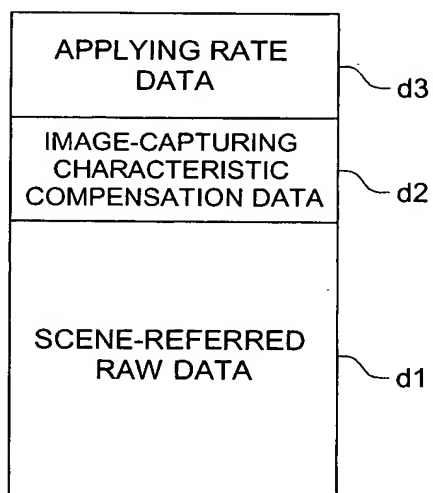 APPLYING RATE
DATA
d3
IMAGE-CAPTURING
CHARACTERISTIC
COMPENSATION DATA
d2
SCENE-REFERRED
RAW DATA
d1